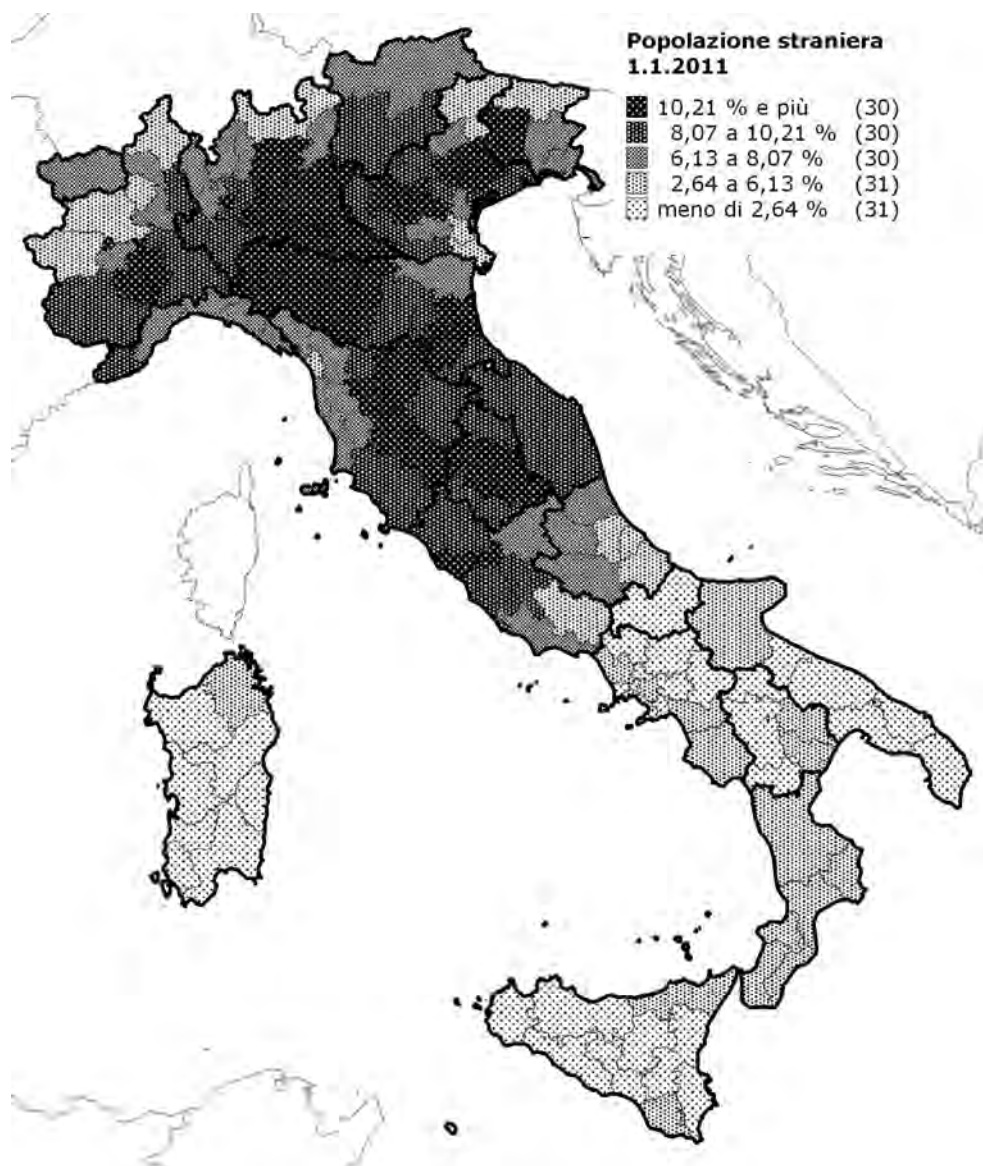 Popolazione straniera
1.1.2011
10,21 % e più (30)
8,07 a 10,21 % (30)
6,13 a 8,07 % (30)
2,64 a 6,13 % (31)
meno di 2,64 % (31)